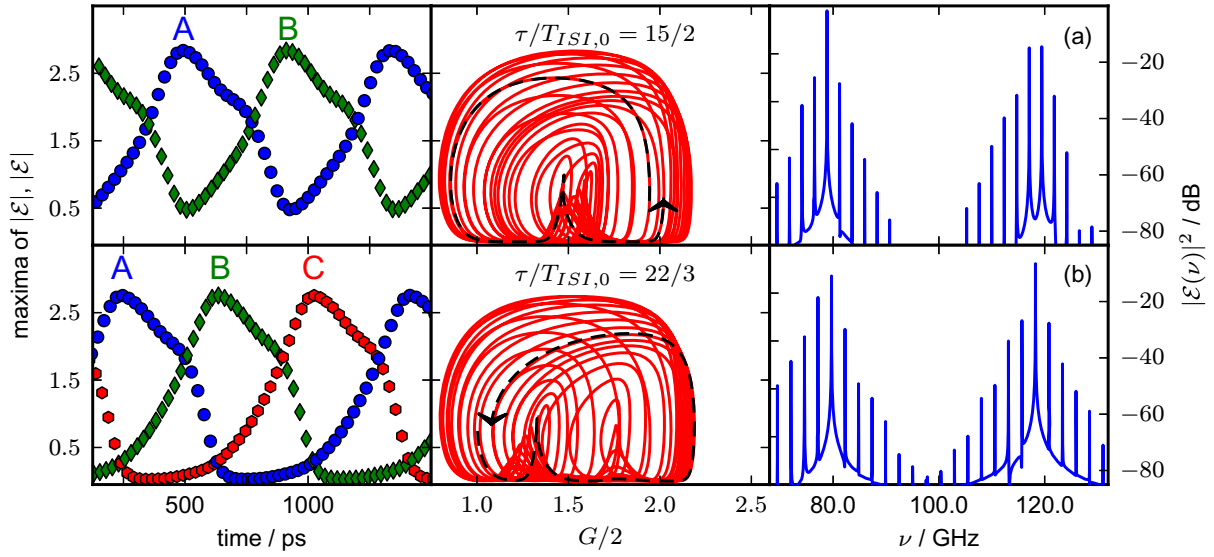 A B
τ/T_{ISI,0} = 15/2
(a)
2.5
1.5
0.5
−20
−40
−60
−80
A B C
τ/T_{ISI,0} = 22/3
(b)
2.5
1.5
0.5
−20
−40
−60
−80
maxima of |ℰ|, |ℰ|
|ℰ(ν)|² / dB
500 1000
1.0 1.5 2.0 2.5
80.0 100.0 120.0
time / ps
G/2
ν / GHz